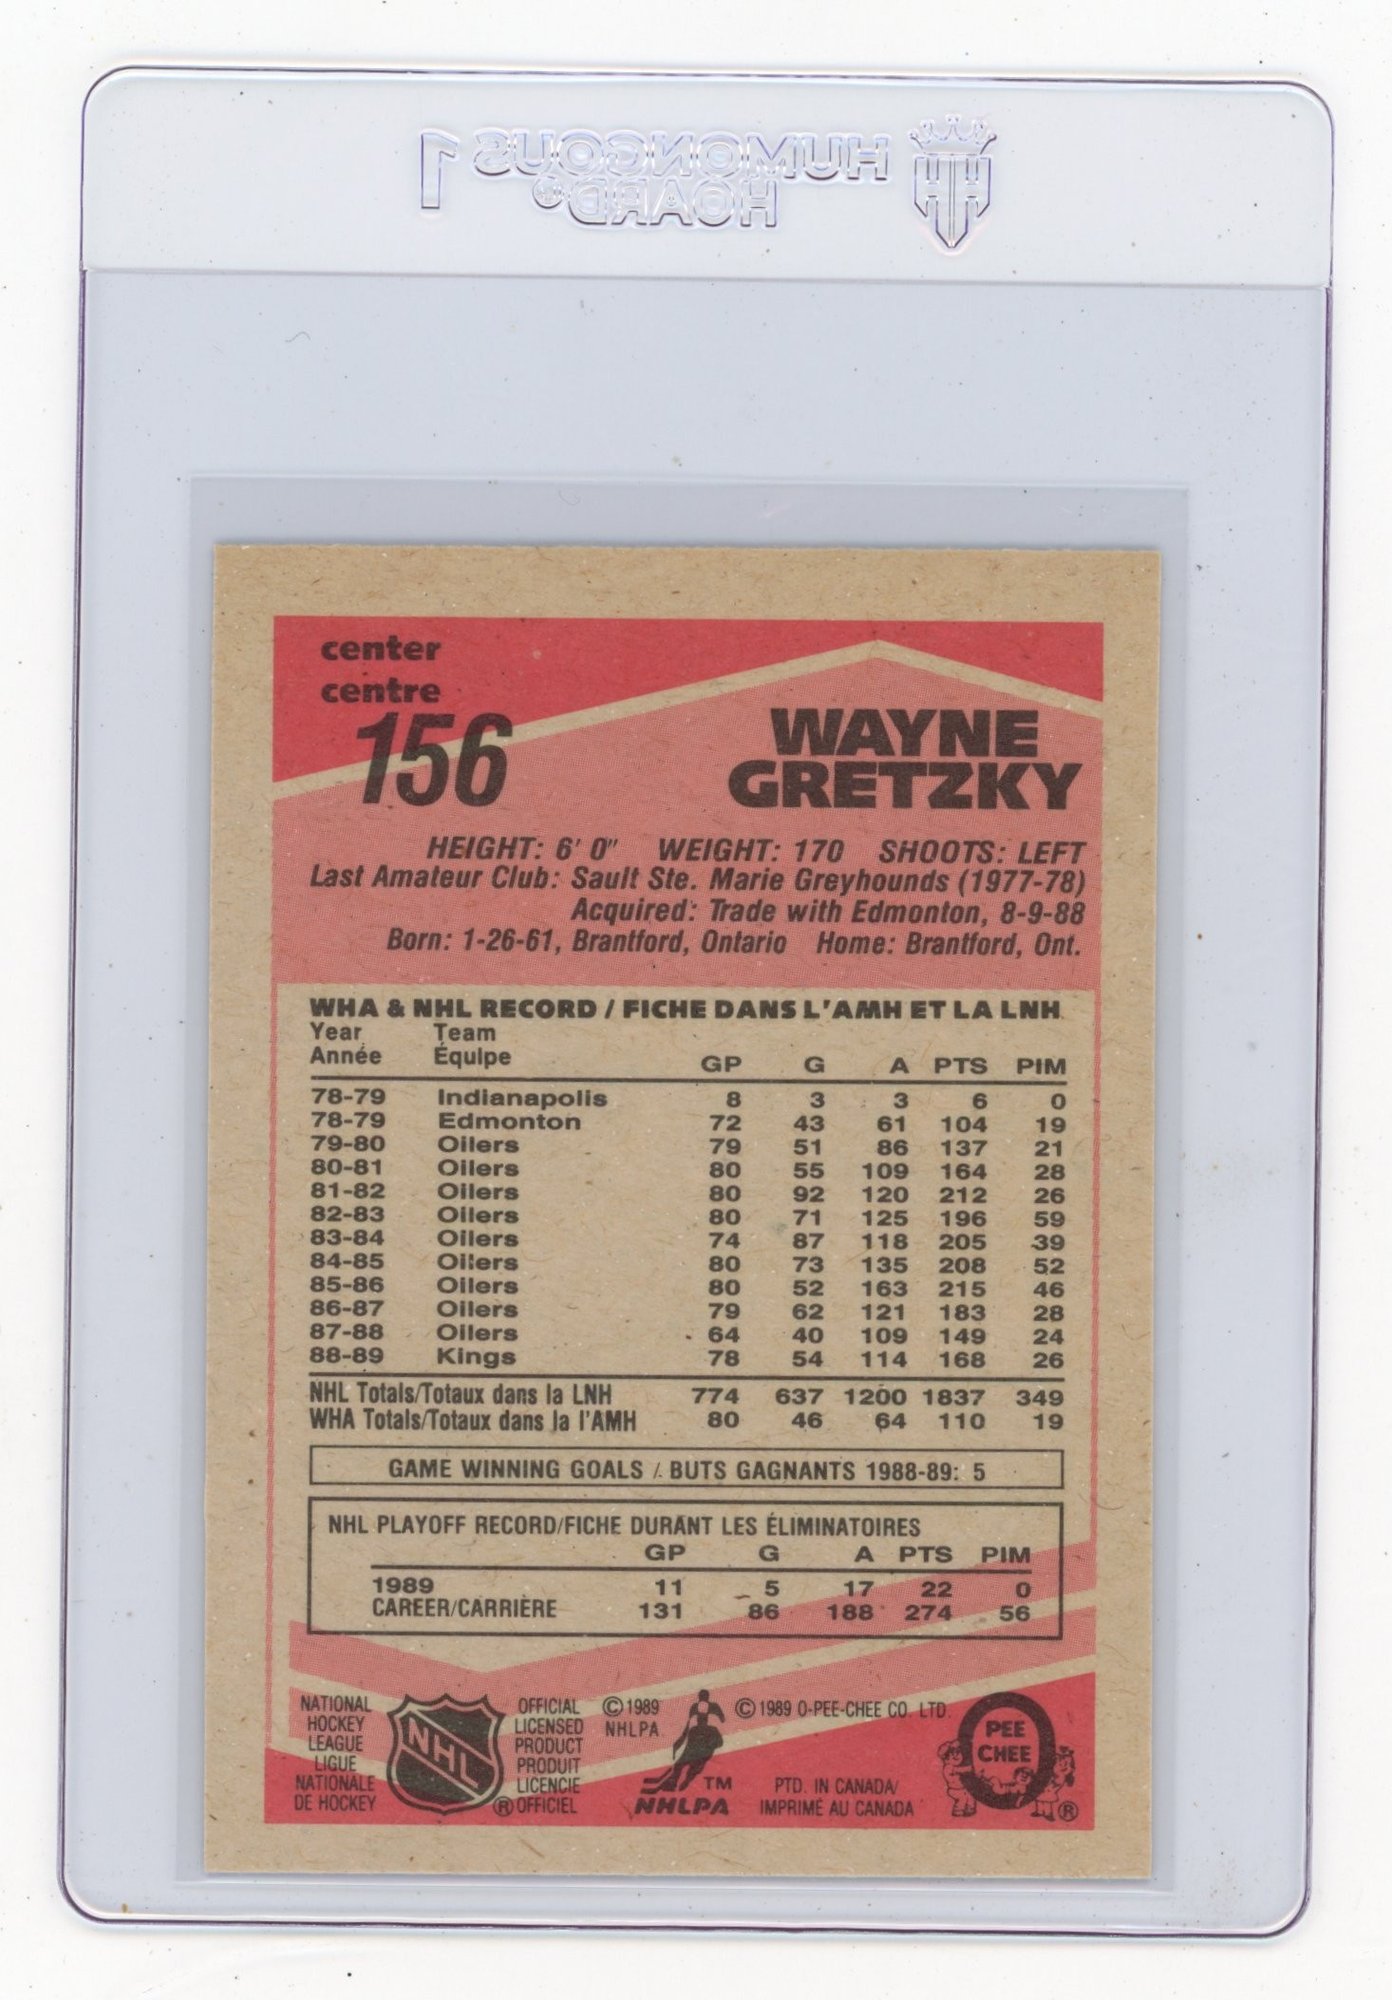 HUMONGOUS 1
HOARD®
center
centre
156
WAYNE
GRETZKY
HEIGHT: 6' 0" WEIGHT: 170 SHOOTS: LEFT
Last Amateur Club: Sault Ste. Marie Greyhounds (1977-78)
Acquired: Trade with Edmonton, 8-9-88
Born: 1-26-61, Brantford, Ontario Home: Brantford, Ont.
WHA & NHL RECORD / FICHE DANS L'AMH ET LA LNH
Year Team
Année Équipe GP G A PTS PIM
78-79 Indianapolis 8 3 3 6 0
78-79 Edmonton 72 43 61 104 19
79-80 Oilers 79 51 86 137 21
80-81 Oilers 80 55 109 164 28
81-82 Oilers 80 92 120 212 26
82-83 Oilers 80 71 125 196 59
83-84 Oilers 74 87 118 205 39
84-85 Oilers 80 73 135 208 52
85-86 Oilers 80 52 163 215 46
86-87 Oilers 79 62 121 183 28
87-88 Oilers 64 40 109 149 24
88-89 Kings 78 54 114 168 26
NHL Totals/Totaux dans la LNH 774 637 1200 1837 349
WHA Totals/Totaux dans la l'AMH 80 46 64 110 19
GAME WINNING GOALS / BUTS GAGNANTS 1988-89: 5
NHL PLAYOFF RECORD/FICHE DURANT LES ÉLIMINATOIRES
GP G A PTS PIM
1989 11 5 17 22 0
CAREER/CARRIÈRE 131 86 188 274 56
NATIONAL
HOCKEY
LEAGUE
LIGUE
NATIONALE
DE HOCKEY
NHL
®
OFFICIAL
LICENSED
PRODUCT
PRODUIT
LICENCIE
OFFICIEL
© 1989
NHLPA
TM
NHLPA
© 1989 O-PEE-CHEE CO. LTD.
PTD. IN CANADA/
IMPRIMÉ AU CANADA
O
PEE
CHEE
®